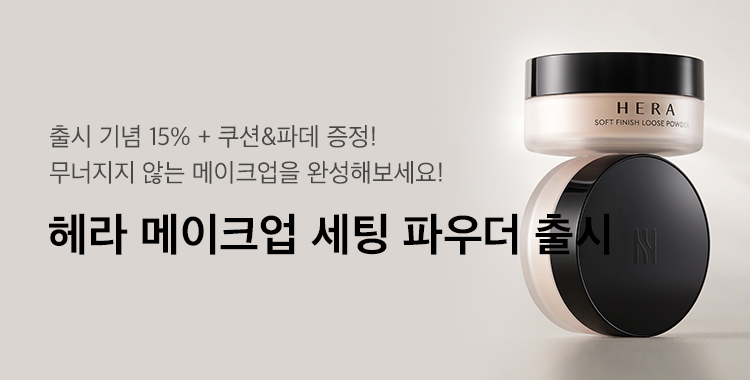 출시 기념 15% + 쿠션&파데 증정!
무너지지 않는 메이크업을 완성해보세요!
헤라 메이크업 세팅 파우더 출시
HERA
SOFT FINISH LOOSE POWDER